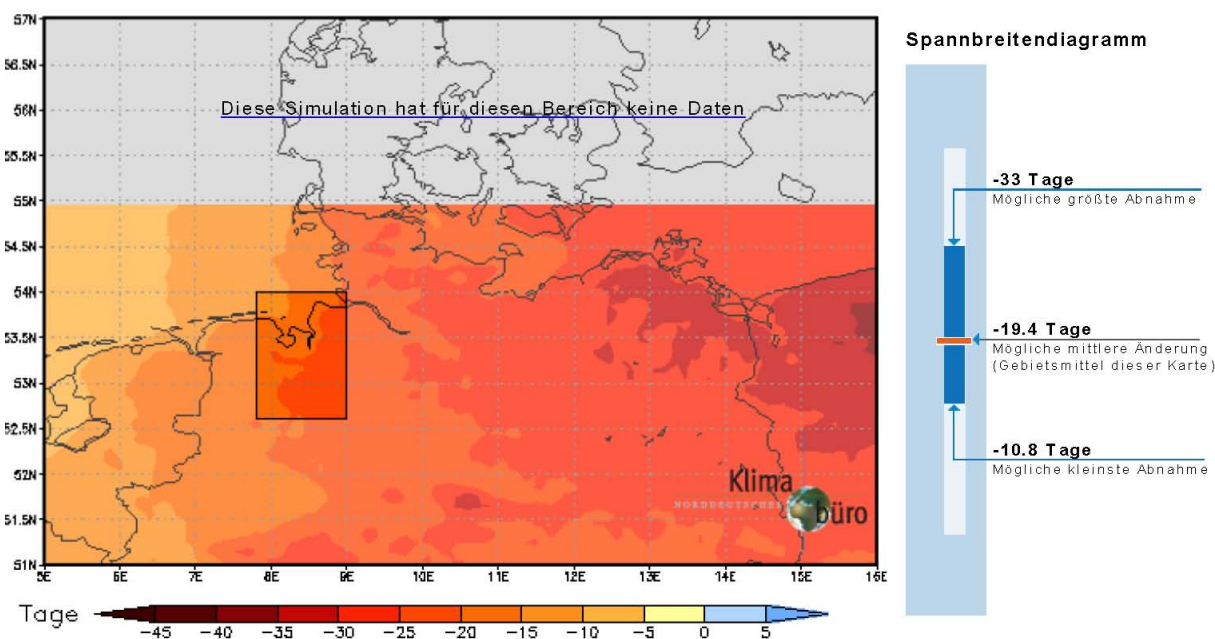 57N
56.5N
56N
55.5N
55N
54.5N
54N
53.5N
53N
52.5N
52N
51.5N
51N
5E 6E 7E 8E 9E 10E 11E 12E 13E 14E 15E 16E
Diese Simulation hat für diesen Bereich keine Daten
Klima
NORDDEUTSCHES
büro
Tage
−45 −40 −35 −30 −25 −20 −15 −10 −5 0 5
Spannbreitendiagramm
-33 Tage
Mögliche größte Abnahme
-19.4 Tage
Mögliche mittlere Änderung
(Gebietsmittel dieser Karte)
-10.8 Tage
Mögliche kleinste Abnahme